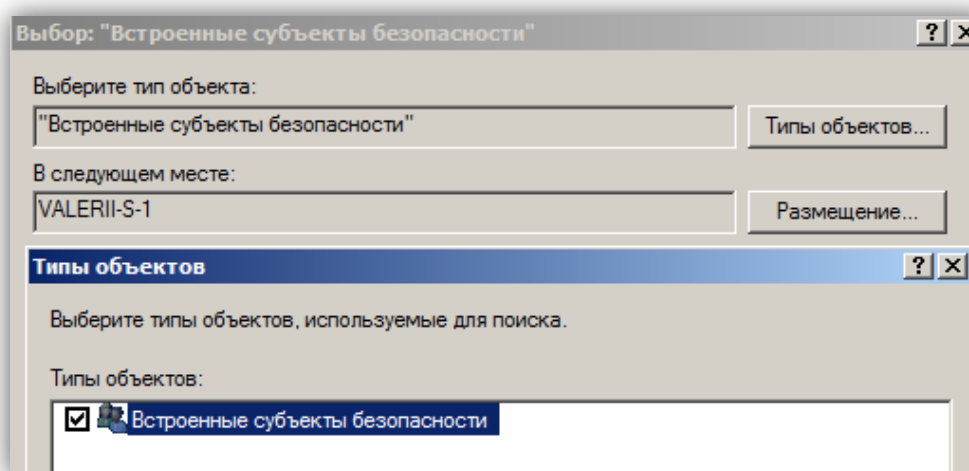 Выбор: "Встроенные субъекты безопасности"
Выберите тип объекта:
"Встроенные субъекты безопасности"
Типы объектов...
В следующем месте:
VALERII-S-1
Размещение...
Типы объектов
Выберите типы объектов, используемые для поиска.
Типы объектов:
Встроенные субъекты безопасности